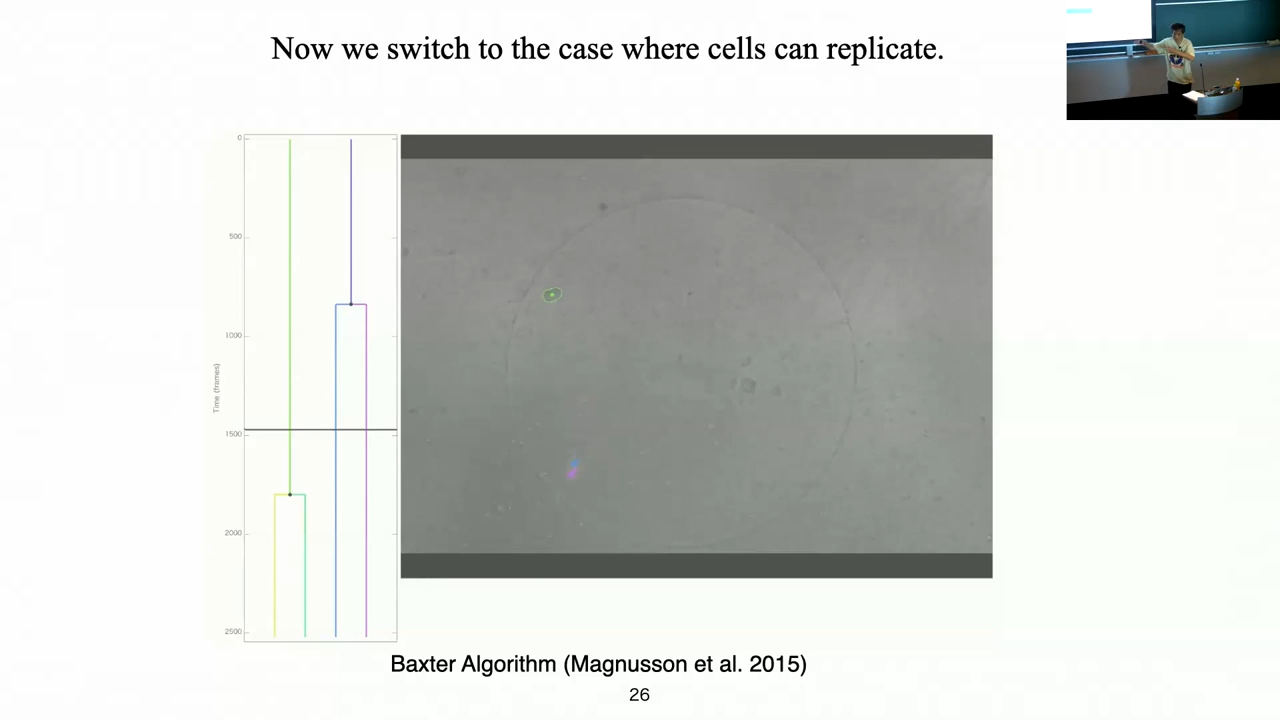 Now we switch to the case where cells can replicate.
0
500
1000
1500
2000
2500
Time (frames)
Baxter Algorithm (Magnusson et al. 2015)
26